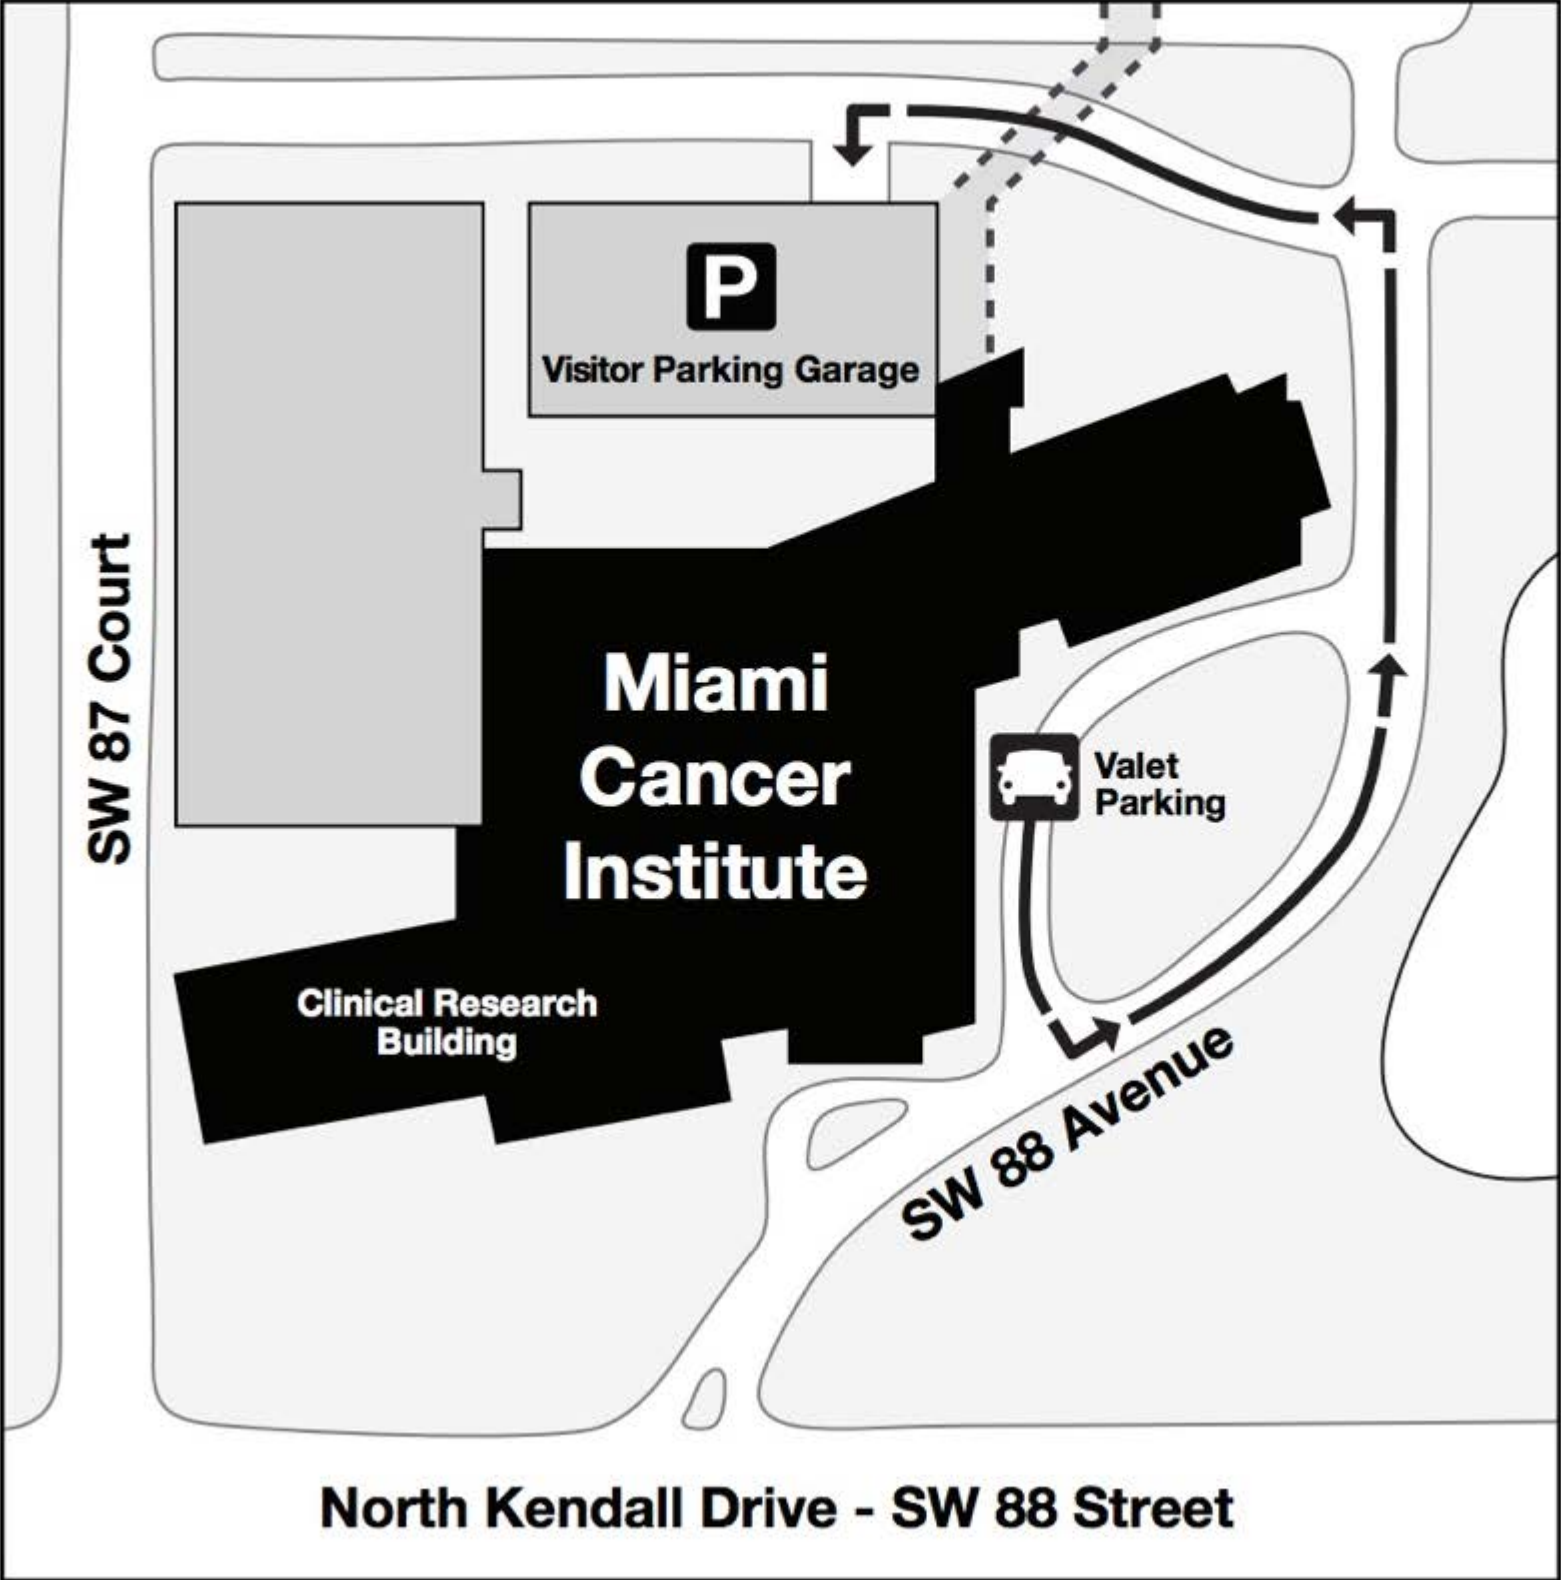 P
Visitor Parking Garage
SW 87 Court
Miami
Cancer
Institute
Valet
Parking
Clinical Research
Building
SW 88 Avenue
North Kendall Drive - SW 88 Street